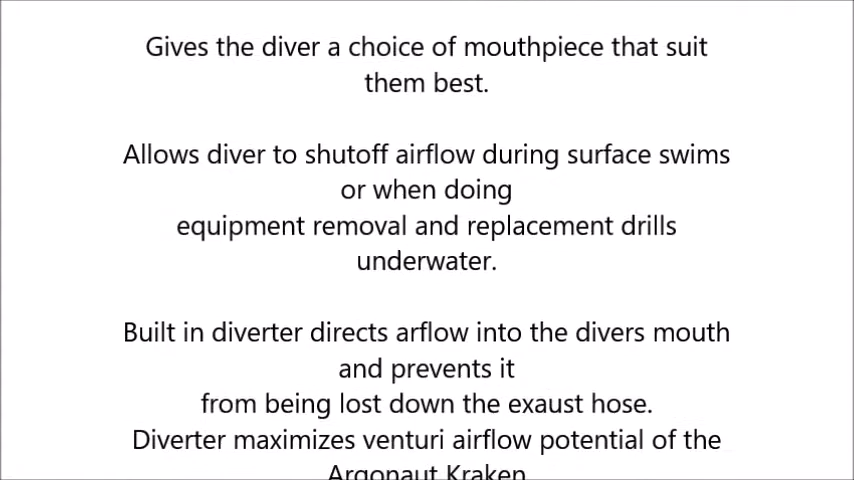 Gives the diver a choice of mouthpiece that suit
them best.
Allows diver to shutoff airflow during surface swims
or when doing
equipment removal and replacement drills
underwater.
Built in diverter directs arflow into the divers mouth
and prevents it
from being lost down the exaust hose.
Diverter maximizes venturi airflow potential of the
Argonaut Kraken